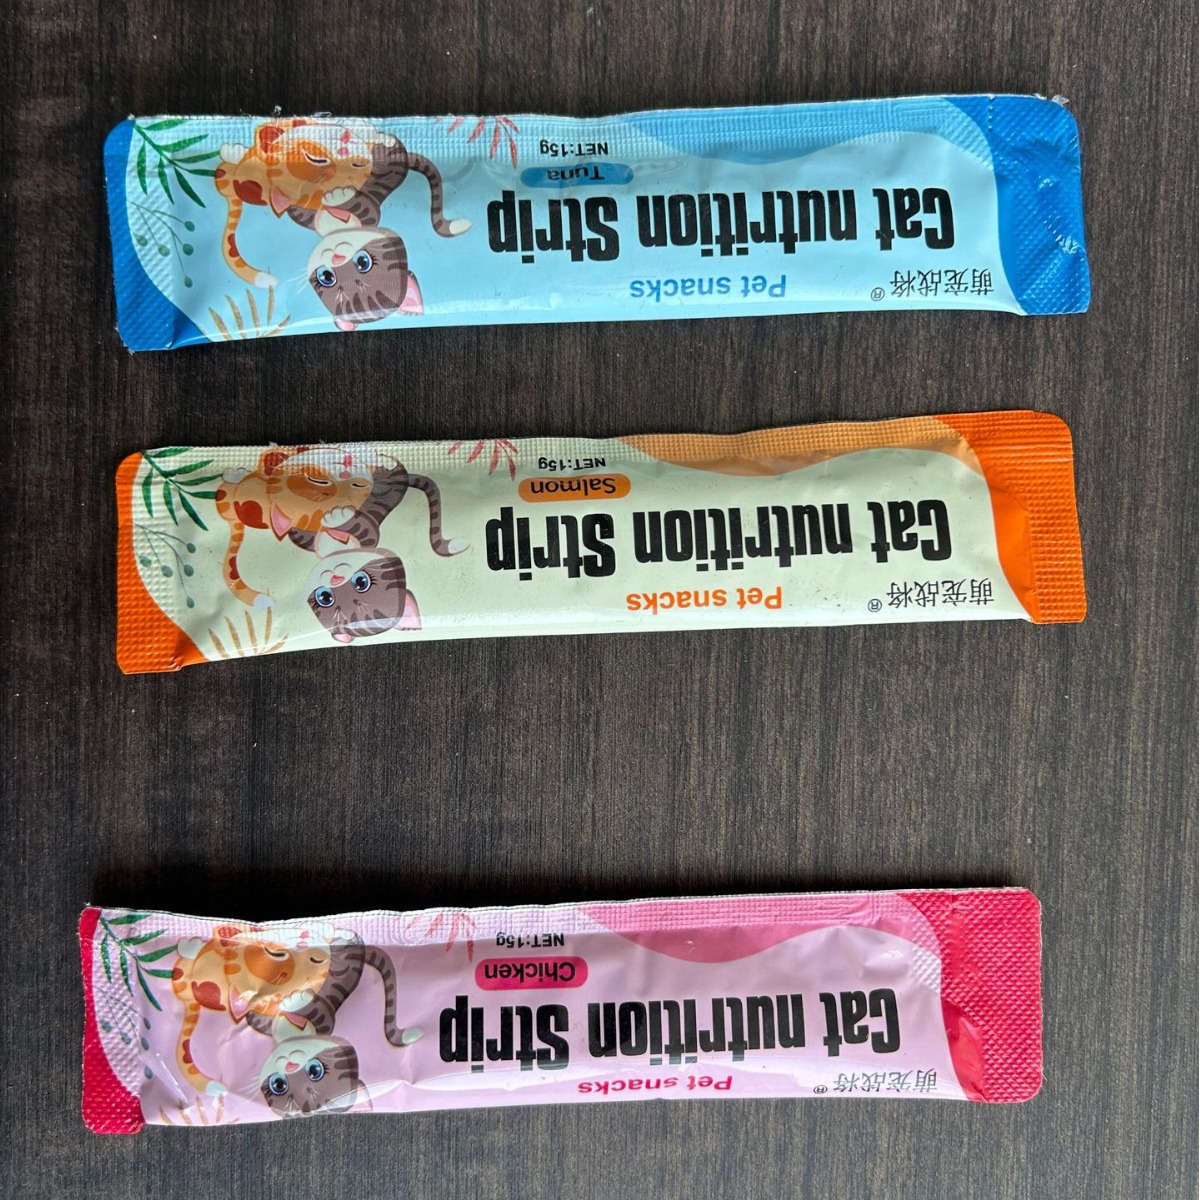 萌宠战将®
Pet snacks
Cat nutrition Strip
Tuna
NET:15g
萌宠战将®
Pet snacks
Cat nutrition Strip
Salmon
NET:15g
萌宠战将®
Pet snacks
Cat nutrition Strip
Chicken
NET:15g